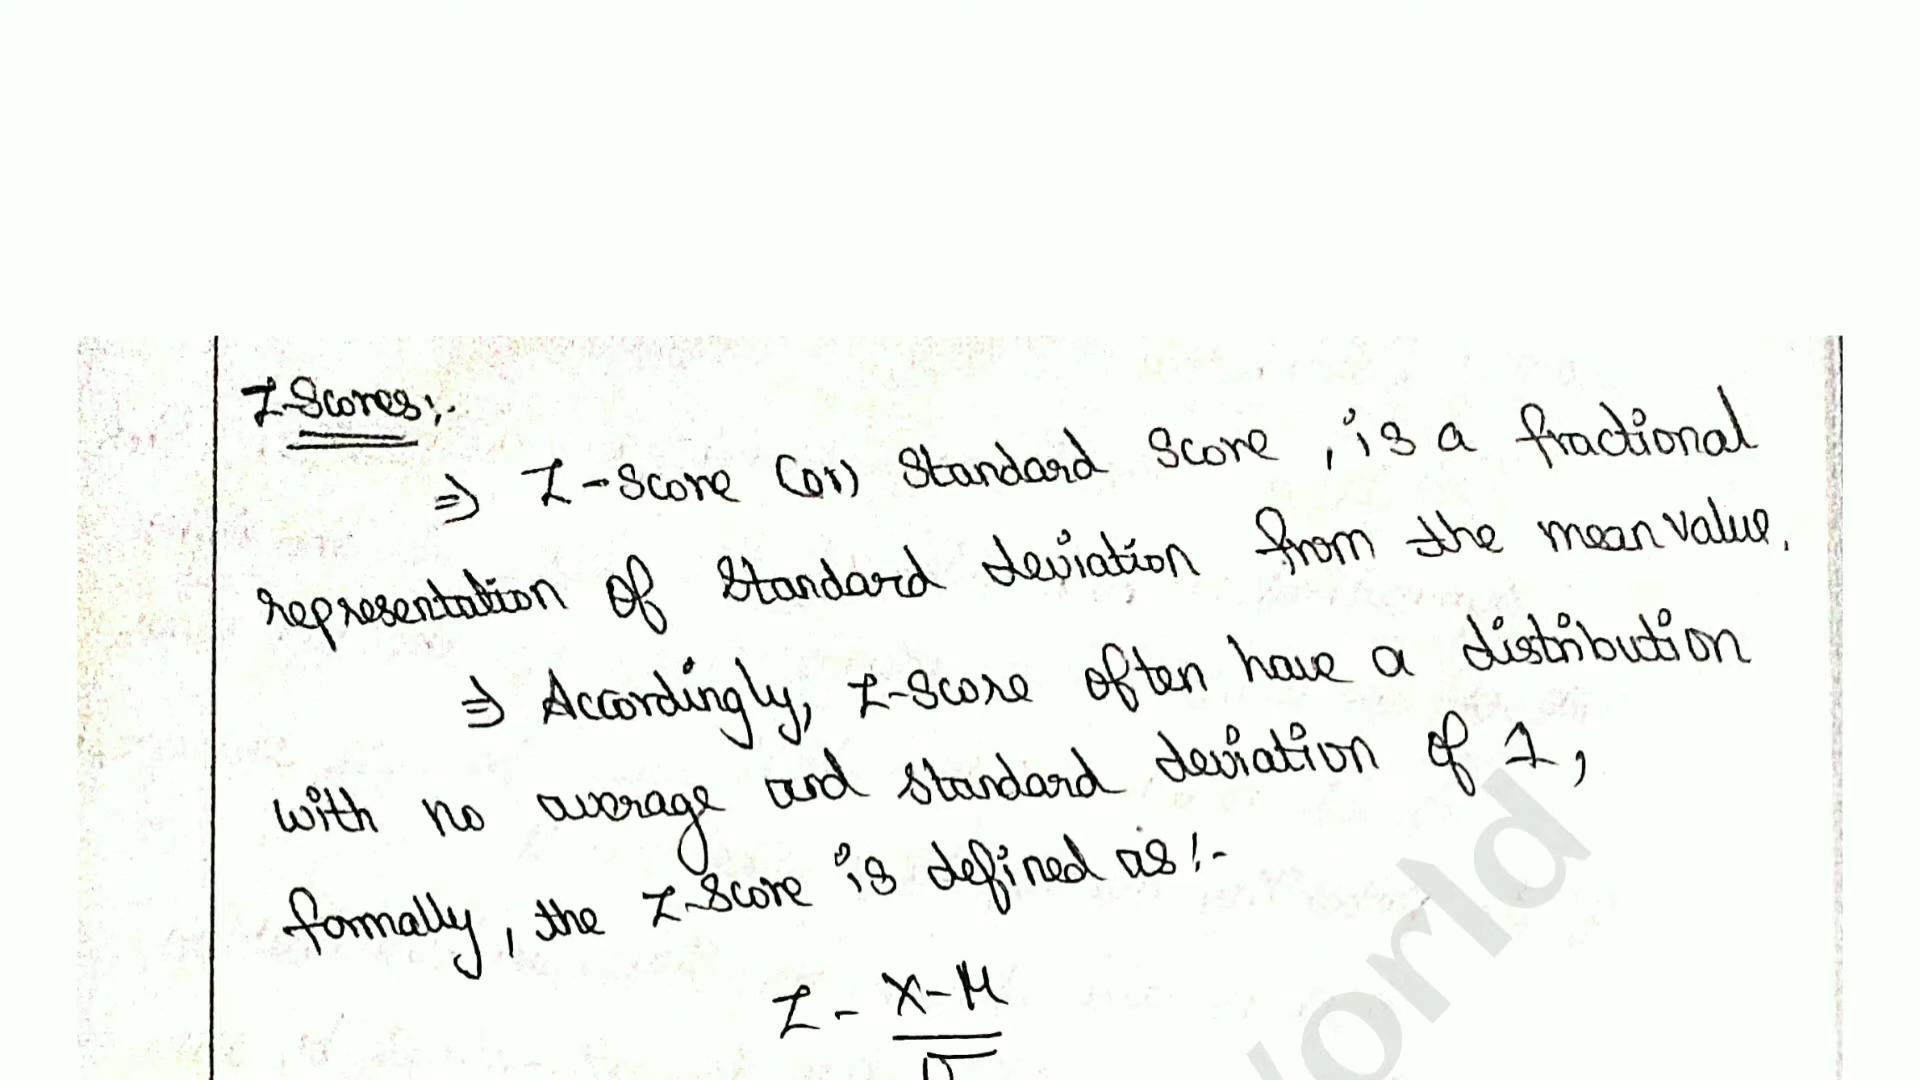 Z-Scores:-
⇒ Z-score (or) Standard Score, is a fractional
representation of standard deviation from the mean value.
⇒ Accordingly, z-score often have a distribution
with no average and standard deviation of 1,
formally, the z-score is defined as:-
Z - X-μ
σ
orld